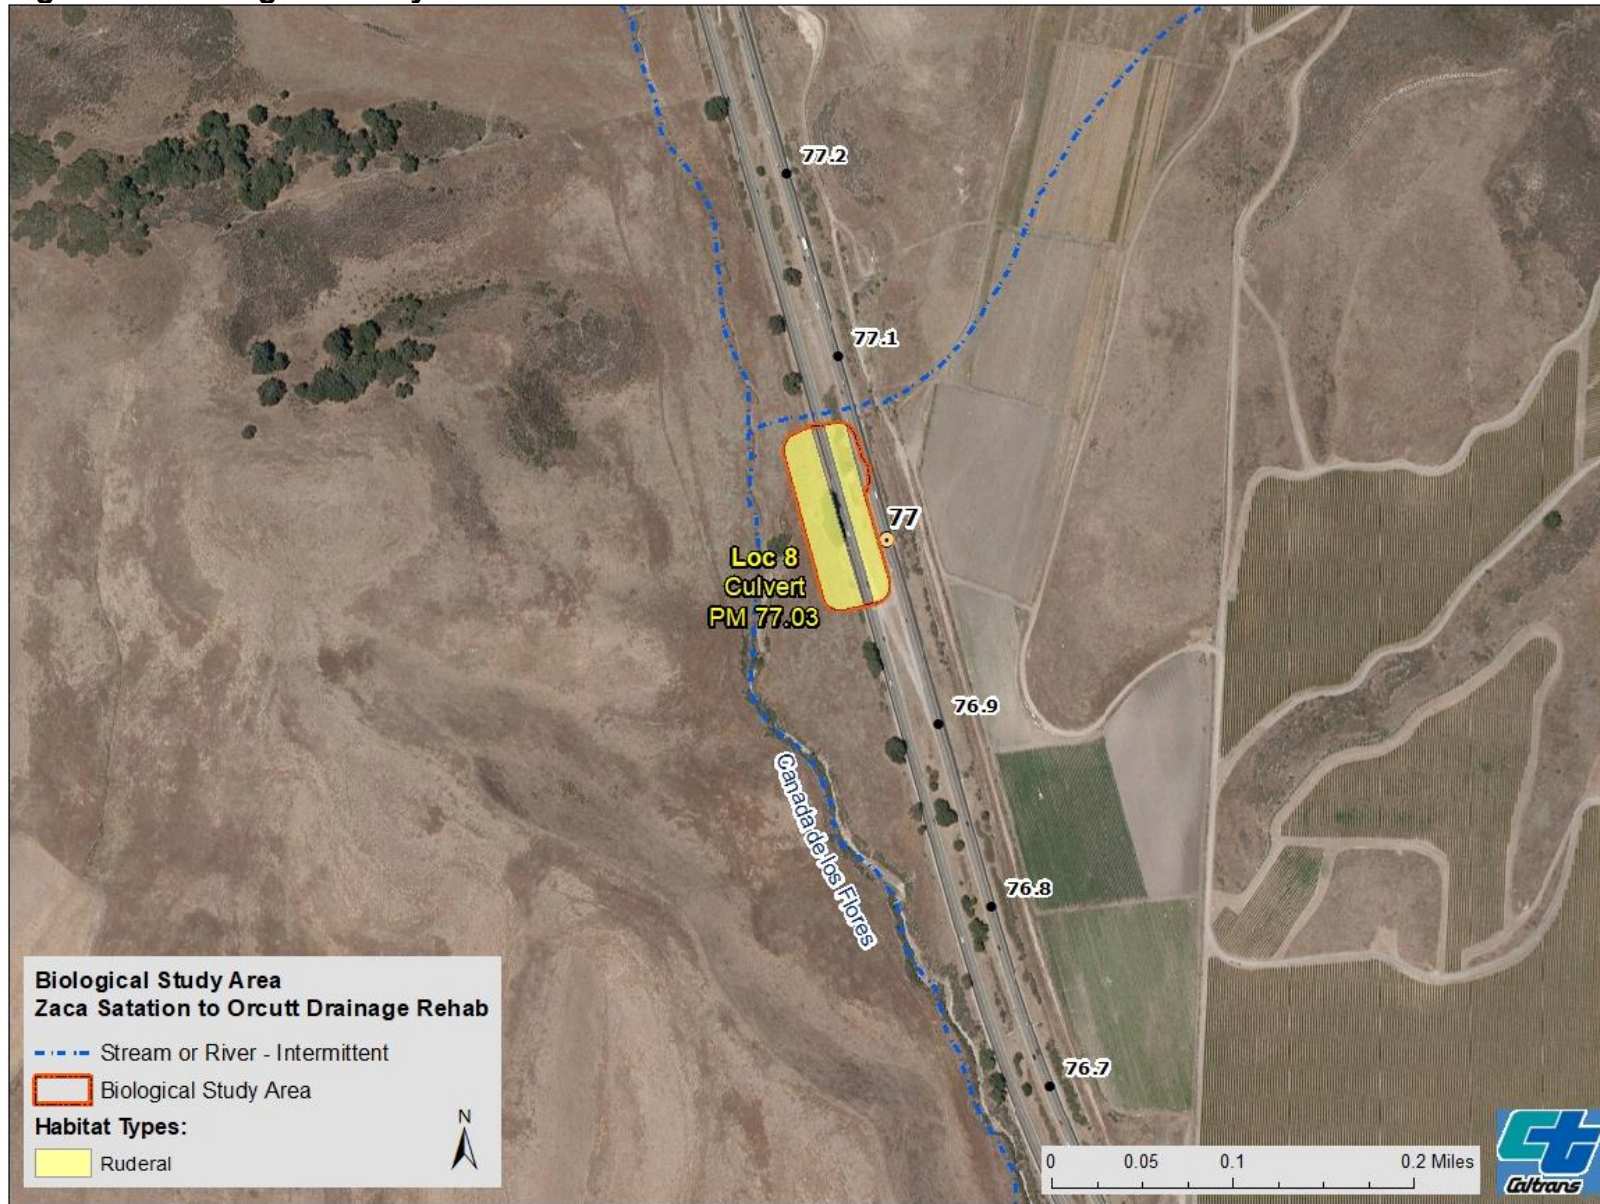 77.2
77.1
77
Loc 8
Culvert
PM 77.03
76.9
Canada de los Flores
76.8
76.7
Biological Study Area
Zaca Satation to Orcutt Drainage Rehab
Stream or River - Intermittent
Biological Study Area
Habitat Types:
Ruderal
N
0 0.05 0.1 0.2 Miles
ct
Caltrans